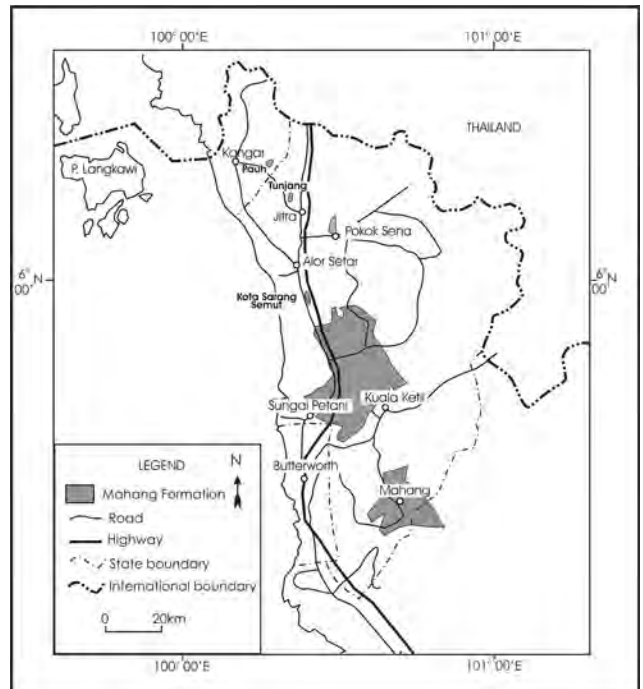 100° 00'E
101° 00'E
THAILAND
Kangar
P. Langkawi
Pauh
Tunjang
Jitra
Pokok Sena
Alor Setar
6° N
00'
6° N
00'
Kota Sarang
Semut
Kuala Ketil
Sungai Petani
LEGEND
N
Butterworth
Mahang
Mahang Formation
Road
Highway
State boundary
International boundary
0 20km
100° 00'E
101° 00'E